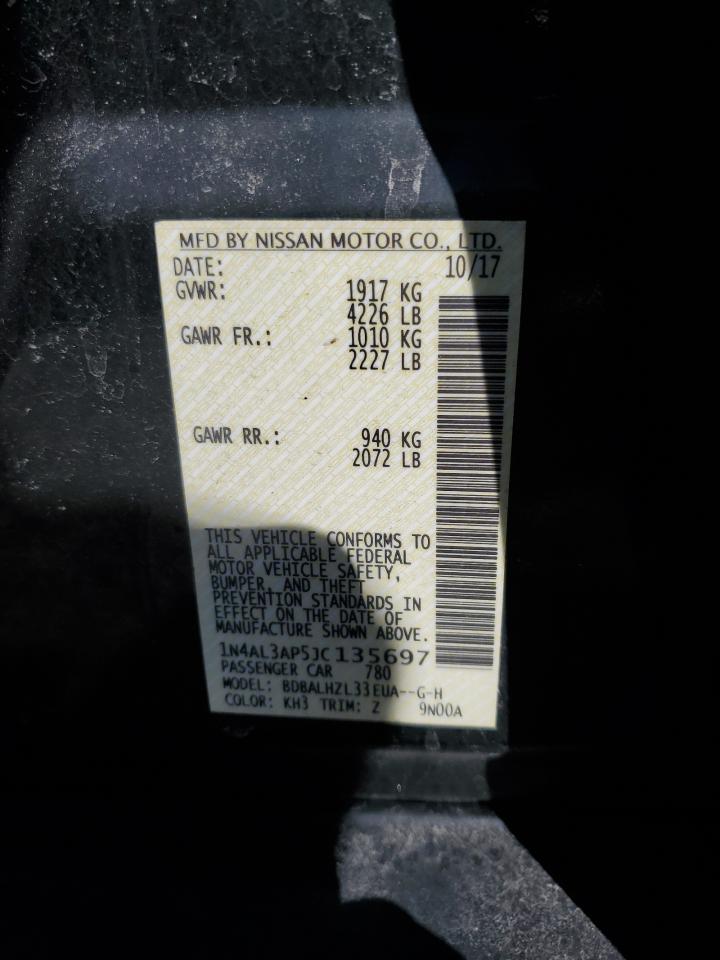 MFD BY NISSAN MOTOR CO., LTD.
DATE: 10/17
GVWR: 1917 KG
4226 LB
GAWR FR.: 1010 KG
2227 LB
GAWR RR.: 940 KG
2072 LB
THIS VEHICLE CONFORMS TO
ALL APPLICABLE FEDERAL
MOTOR VEHICLE SAFETY,
BUMPER, AND THEFT
PREVENTION STANDARDS IN
EFFECT ON THE DATE OF
MANUFACTURE SHOWN ABOVE.
1N4AL3AP5JC135697
PASSENGER CAR 780
MODEL: BDBALHZL33EUA--G-H
COLOR: KH3 TRIM: Z 9N00A